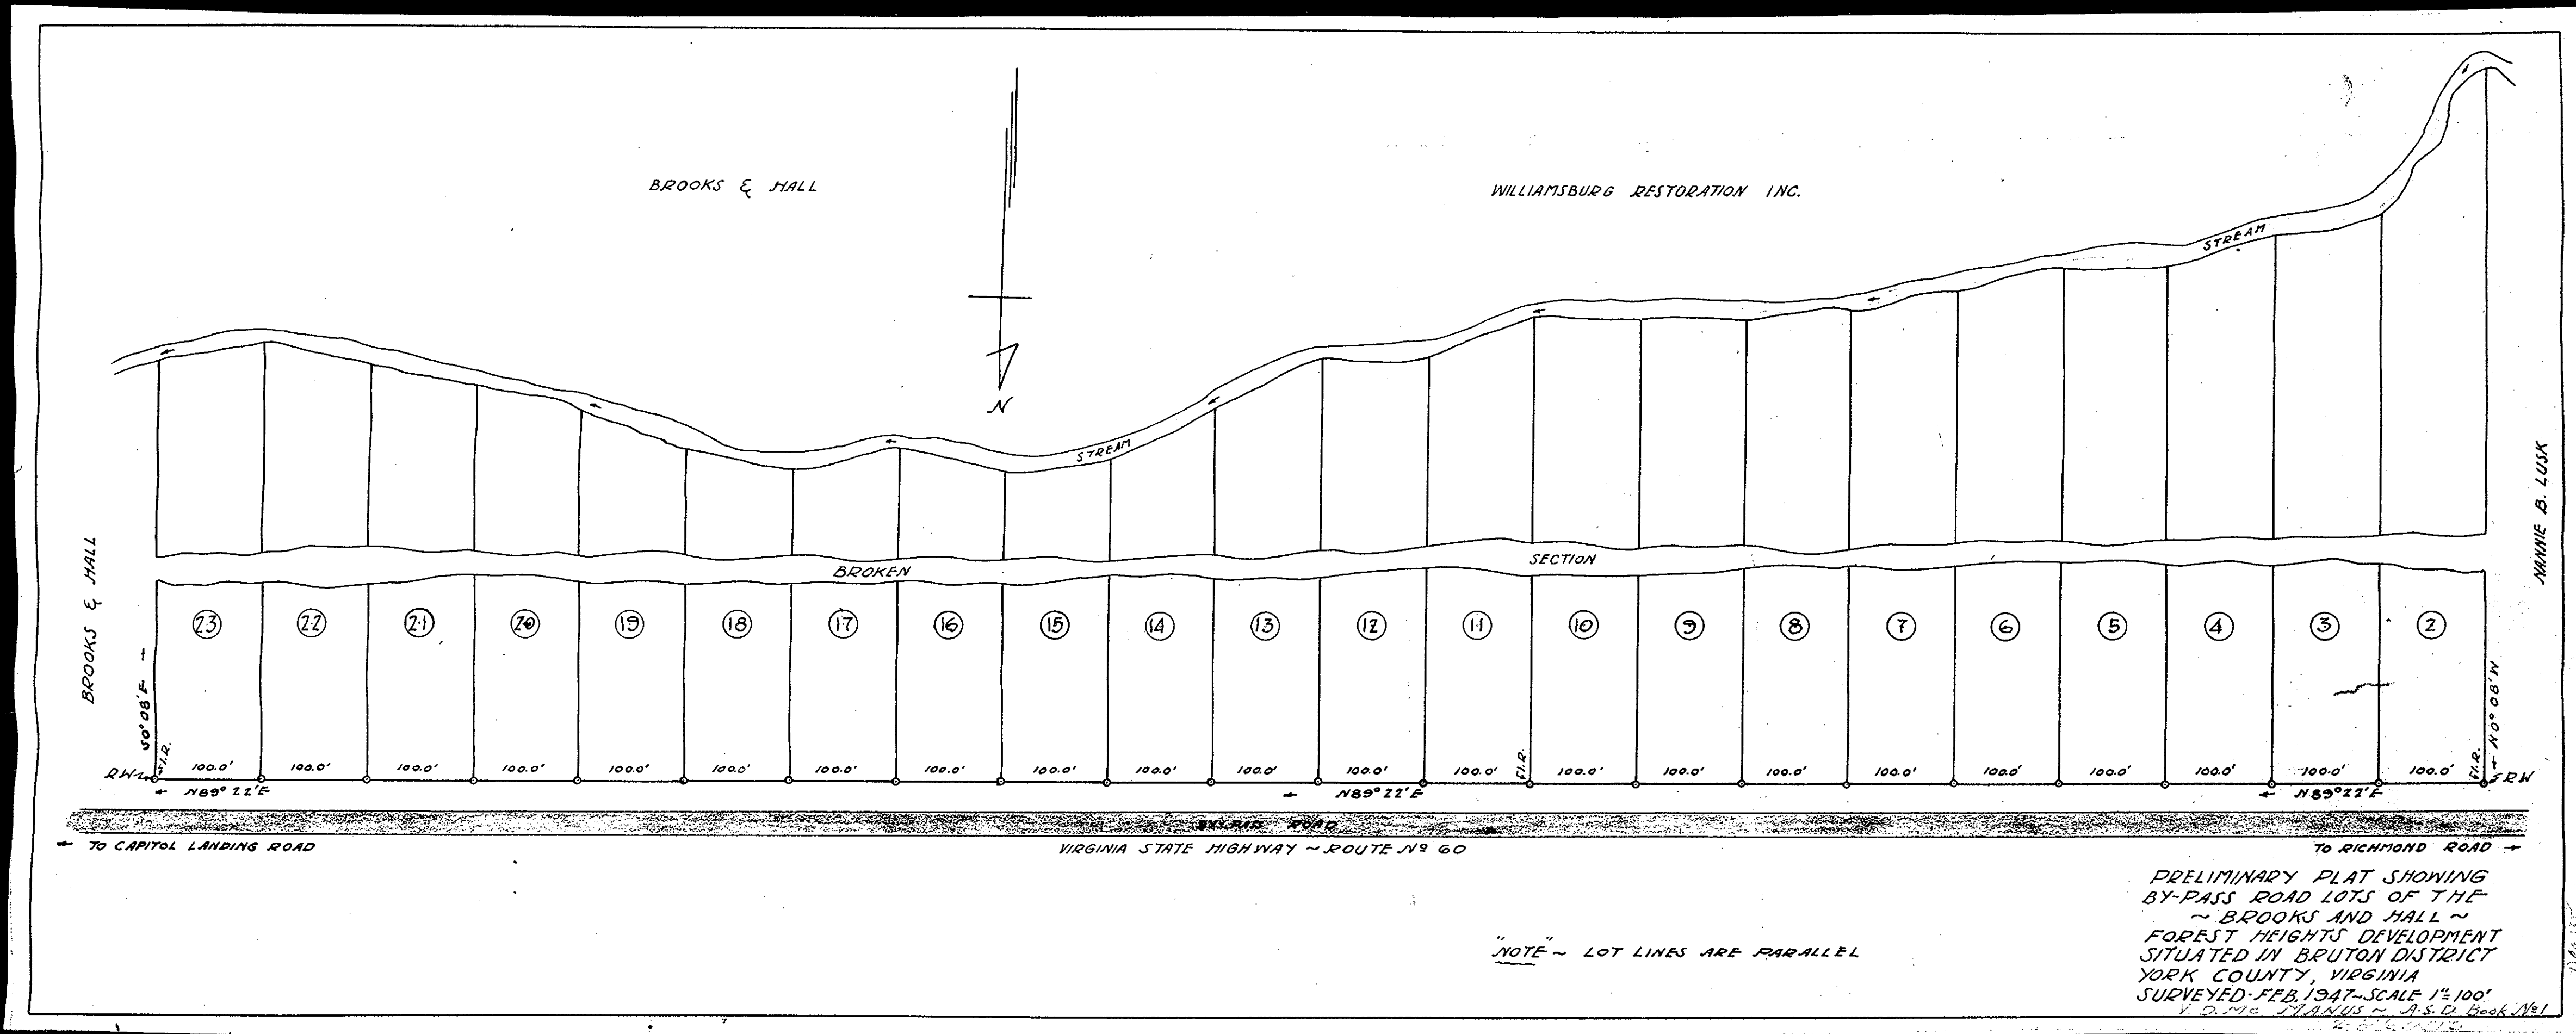 BROOKS & HALL
WILLIAMSBURG RESTORATION INC.
STREAM
N
STREAM
BROKEN
SECTION
BROOKS & HALL
NANNIE B. LUSK
23 22 21 20 19 18 17 16 15 14 13 12 11 10 9 8 7 6 5 4 3 2
S0°08'E
N0°08'W
F.I.R.
F.I.R.
F.I.R.
RW
100.0' 100.0' 100.0' 100.0' 100.0' 100.0' 100.0' 100.0' 100.0' 100.0' 100.0' 100.0' 100.0' 100.0' 100.0' 100.0' 100.0' 100.0' 100.0' 100.0' 100.0' 100.0'
SRW
← N89°22'E
← N89°22'E
← N89°22'E
BY-PASS ROAD
← TO CAPITOL LANDING ROAD
VIRGINIA STATE HIGHWAY ~ ROUTE Nº 60
TO RICHMOND ROAD →
"NOTE" ~ LOT LINES ARE PARALLEL
PRELIMINARY PLAT SHOWING
BY-PASS ROAD LOTS OF THE
~ BROOKS AND HALL ~
FOREST HEIGHTS DEVELOPMENT
SITUATED IN BRUTON DISTRICT
YORK COUNTY, VIRGINIA
SURVEYED-FEB, 1947~SCALE 1"=100'
V. D. Mc MANUS ~ A.S.D. Book Nº1